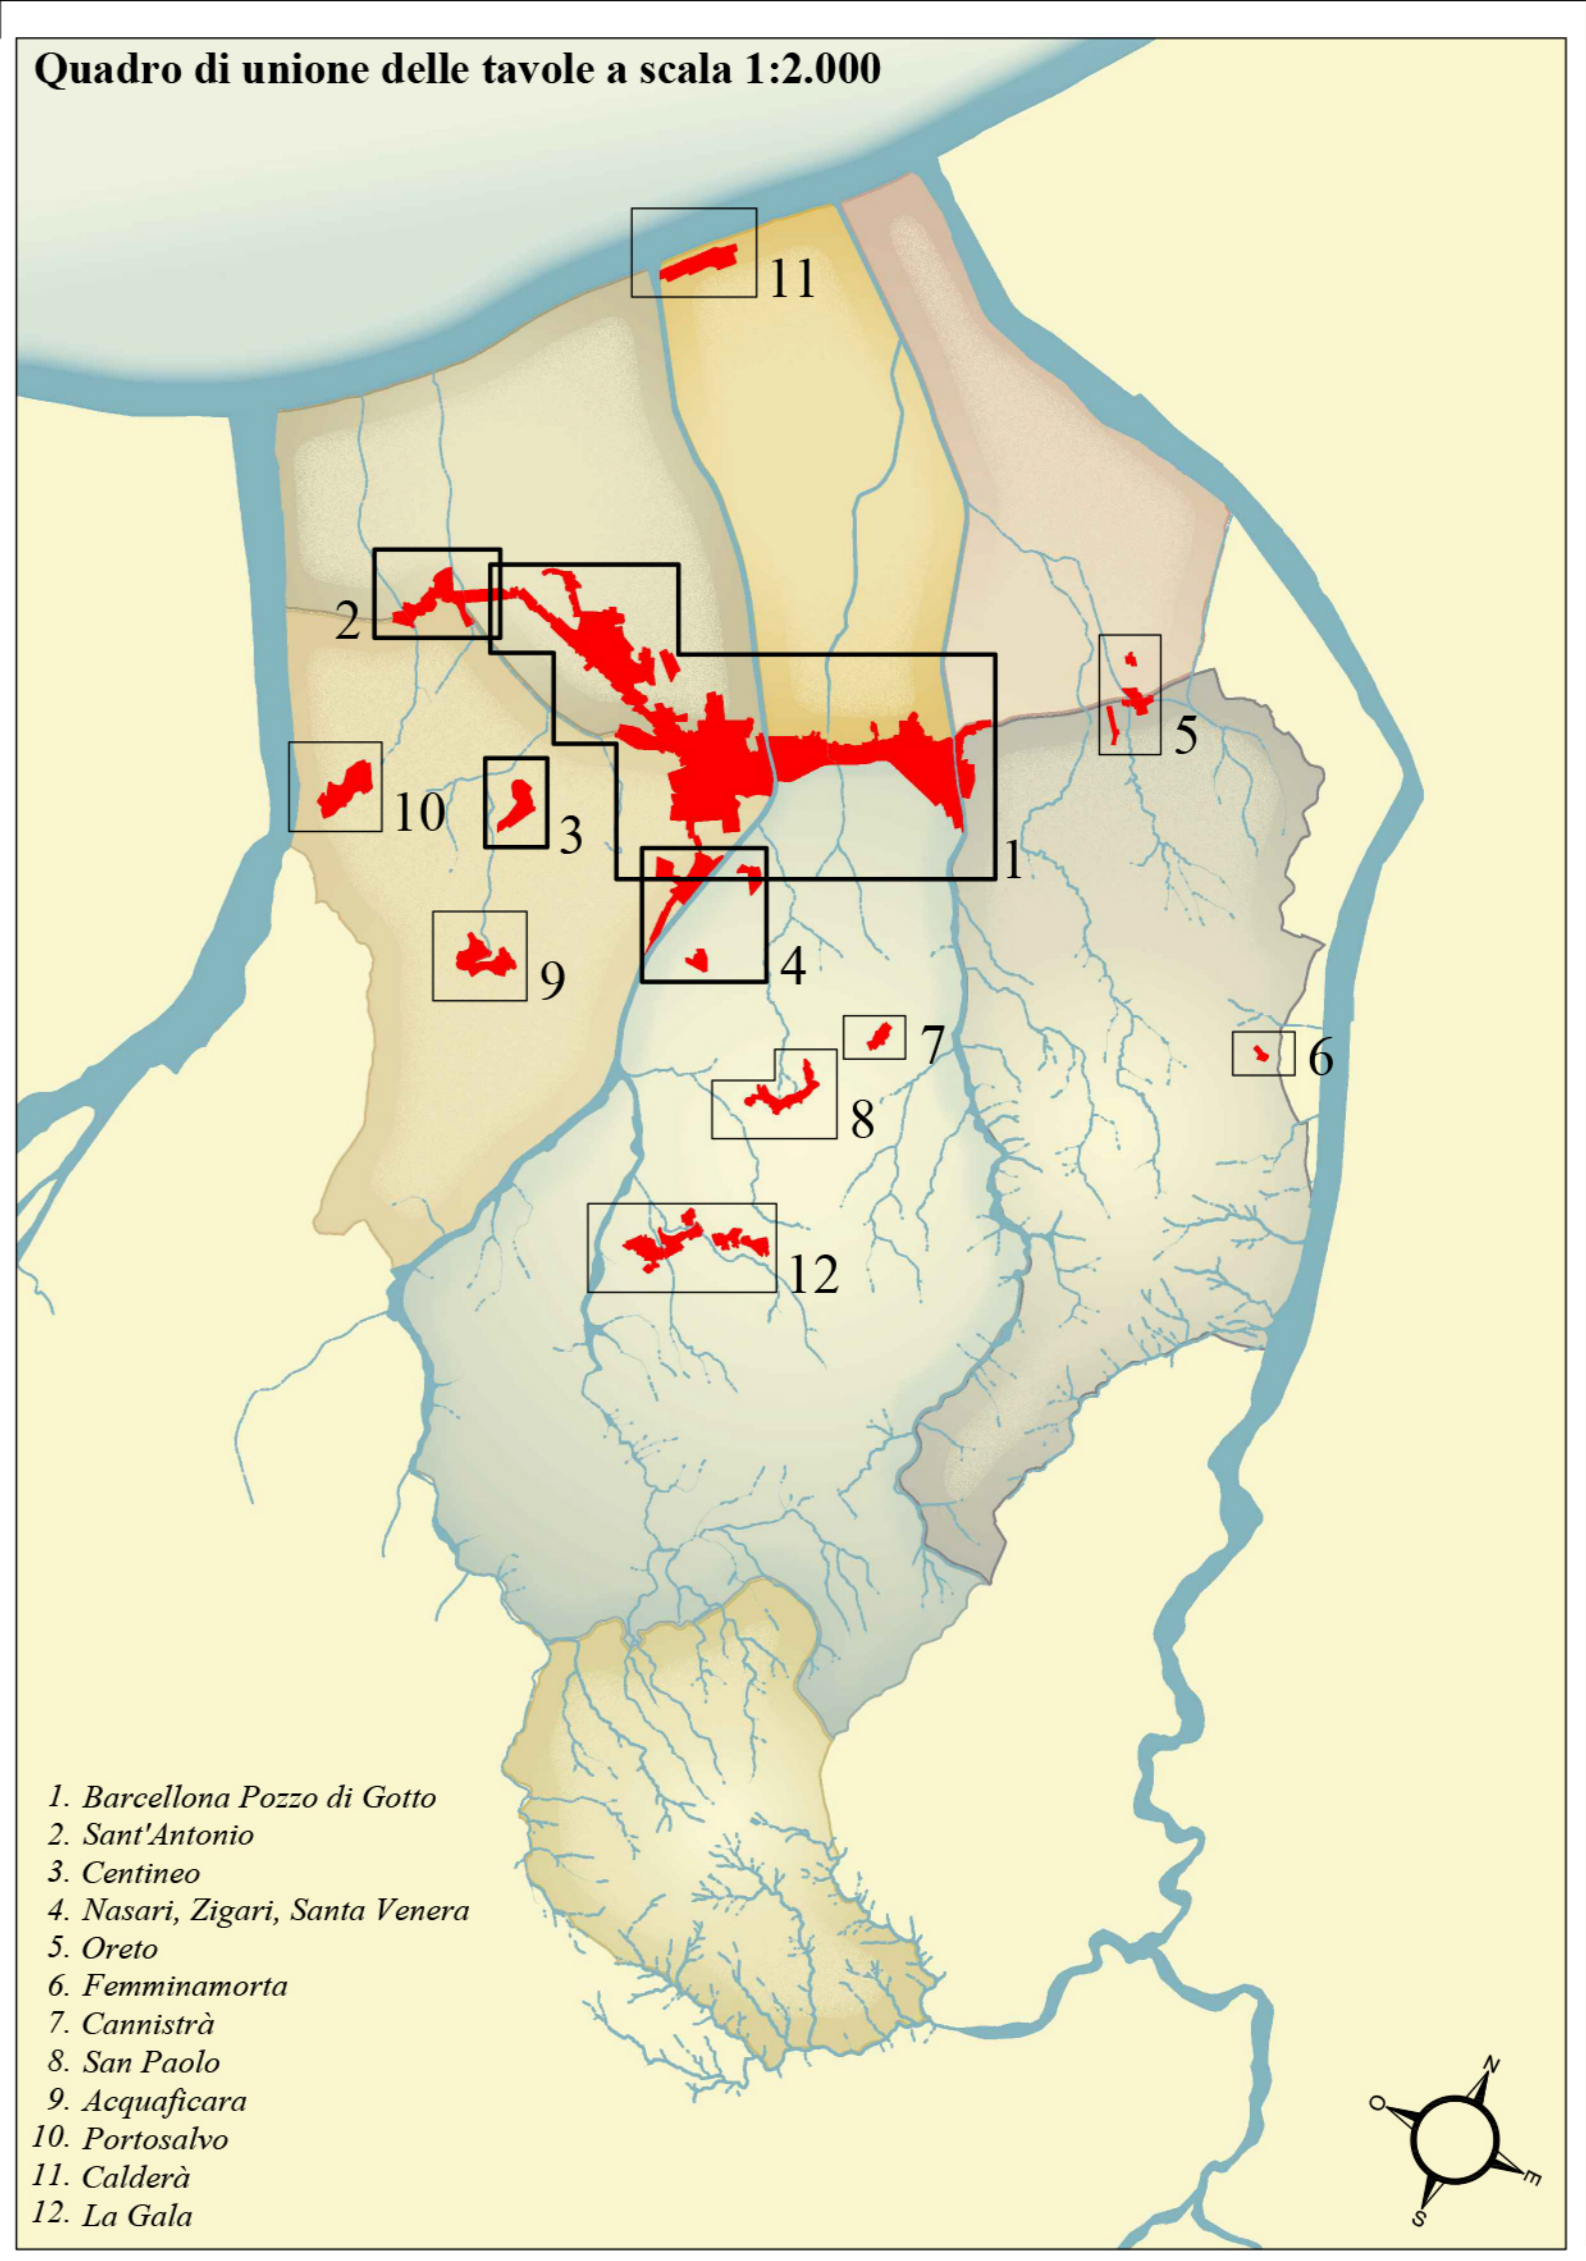 Quadro di unione delle tavole a scala 1:2.000
11
2
5
10
3
1
9
4
7
6
8
12
1. Barcellona Pozzo di Gotto
2. Sant'Antonio
3. Centineo
4. Nasari, Zigari, Santa Venera
5. Oreto
6. Femminamorta
7. Cannistrà
8. San Paolo
9. Acquaficara
10. Portosalvo
11. Calderà
12. La Gala
N
O
E
S